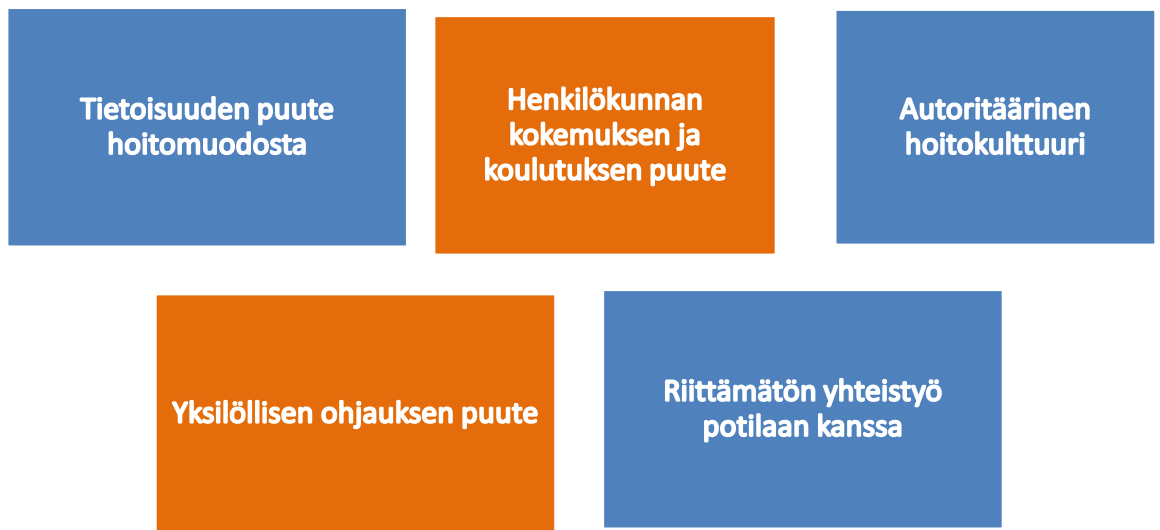 Tietoisuuden puute
hoitomuodosta
Henkilökunnan
kokemuksen ja
koulutuksen puute
Autoritäärinen
hoitokulttuuri
Yksilöllisen ohjauksen puute
Riittämätön yhteistyö
potilaan kanssa